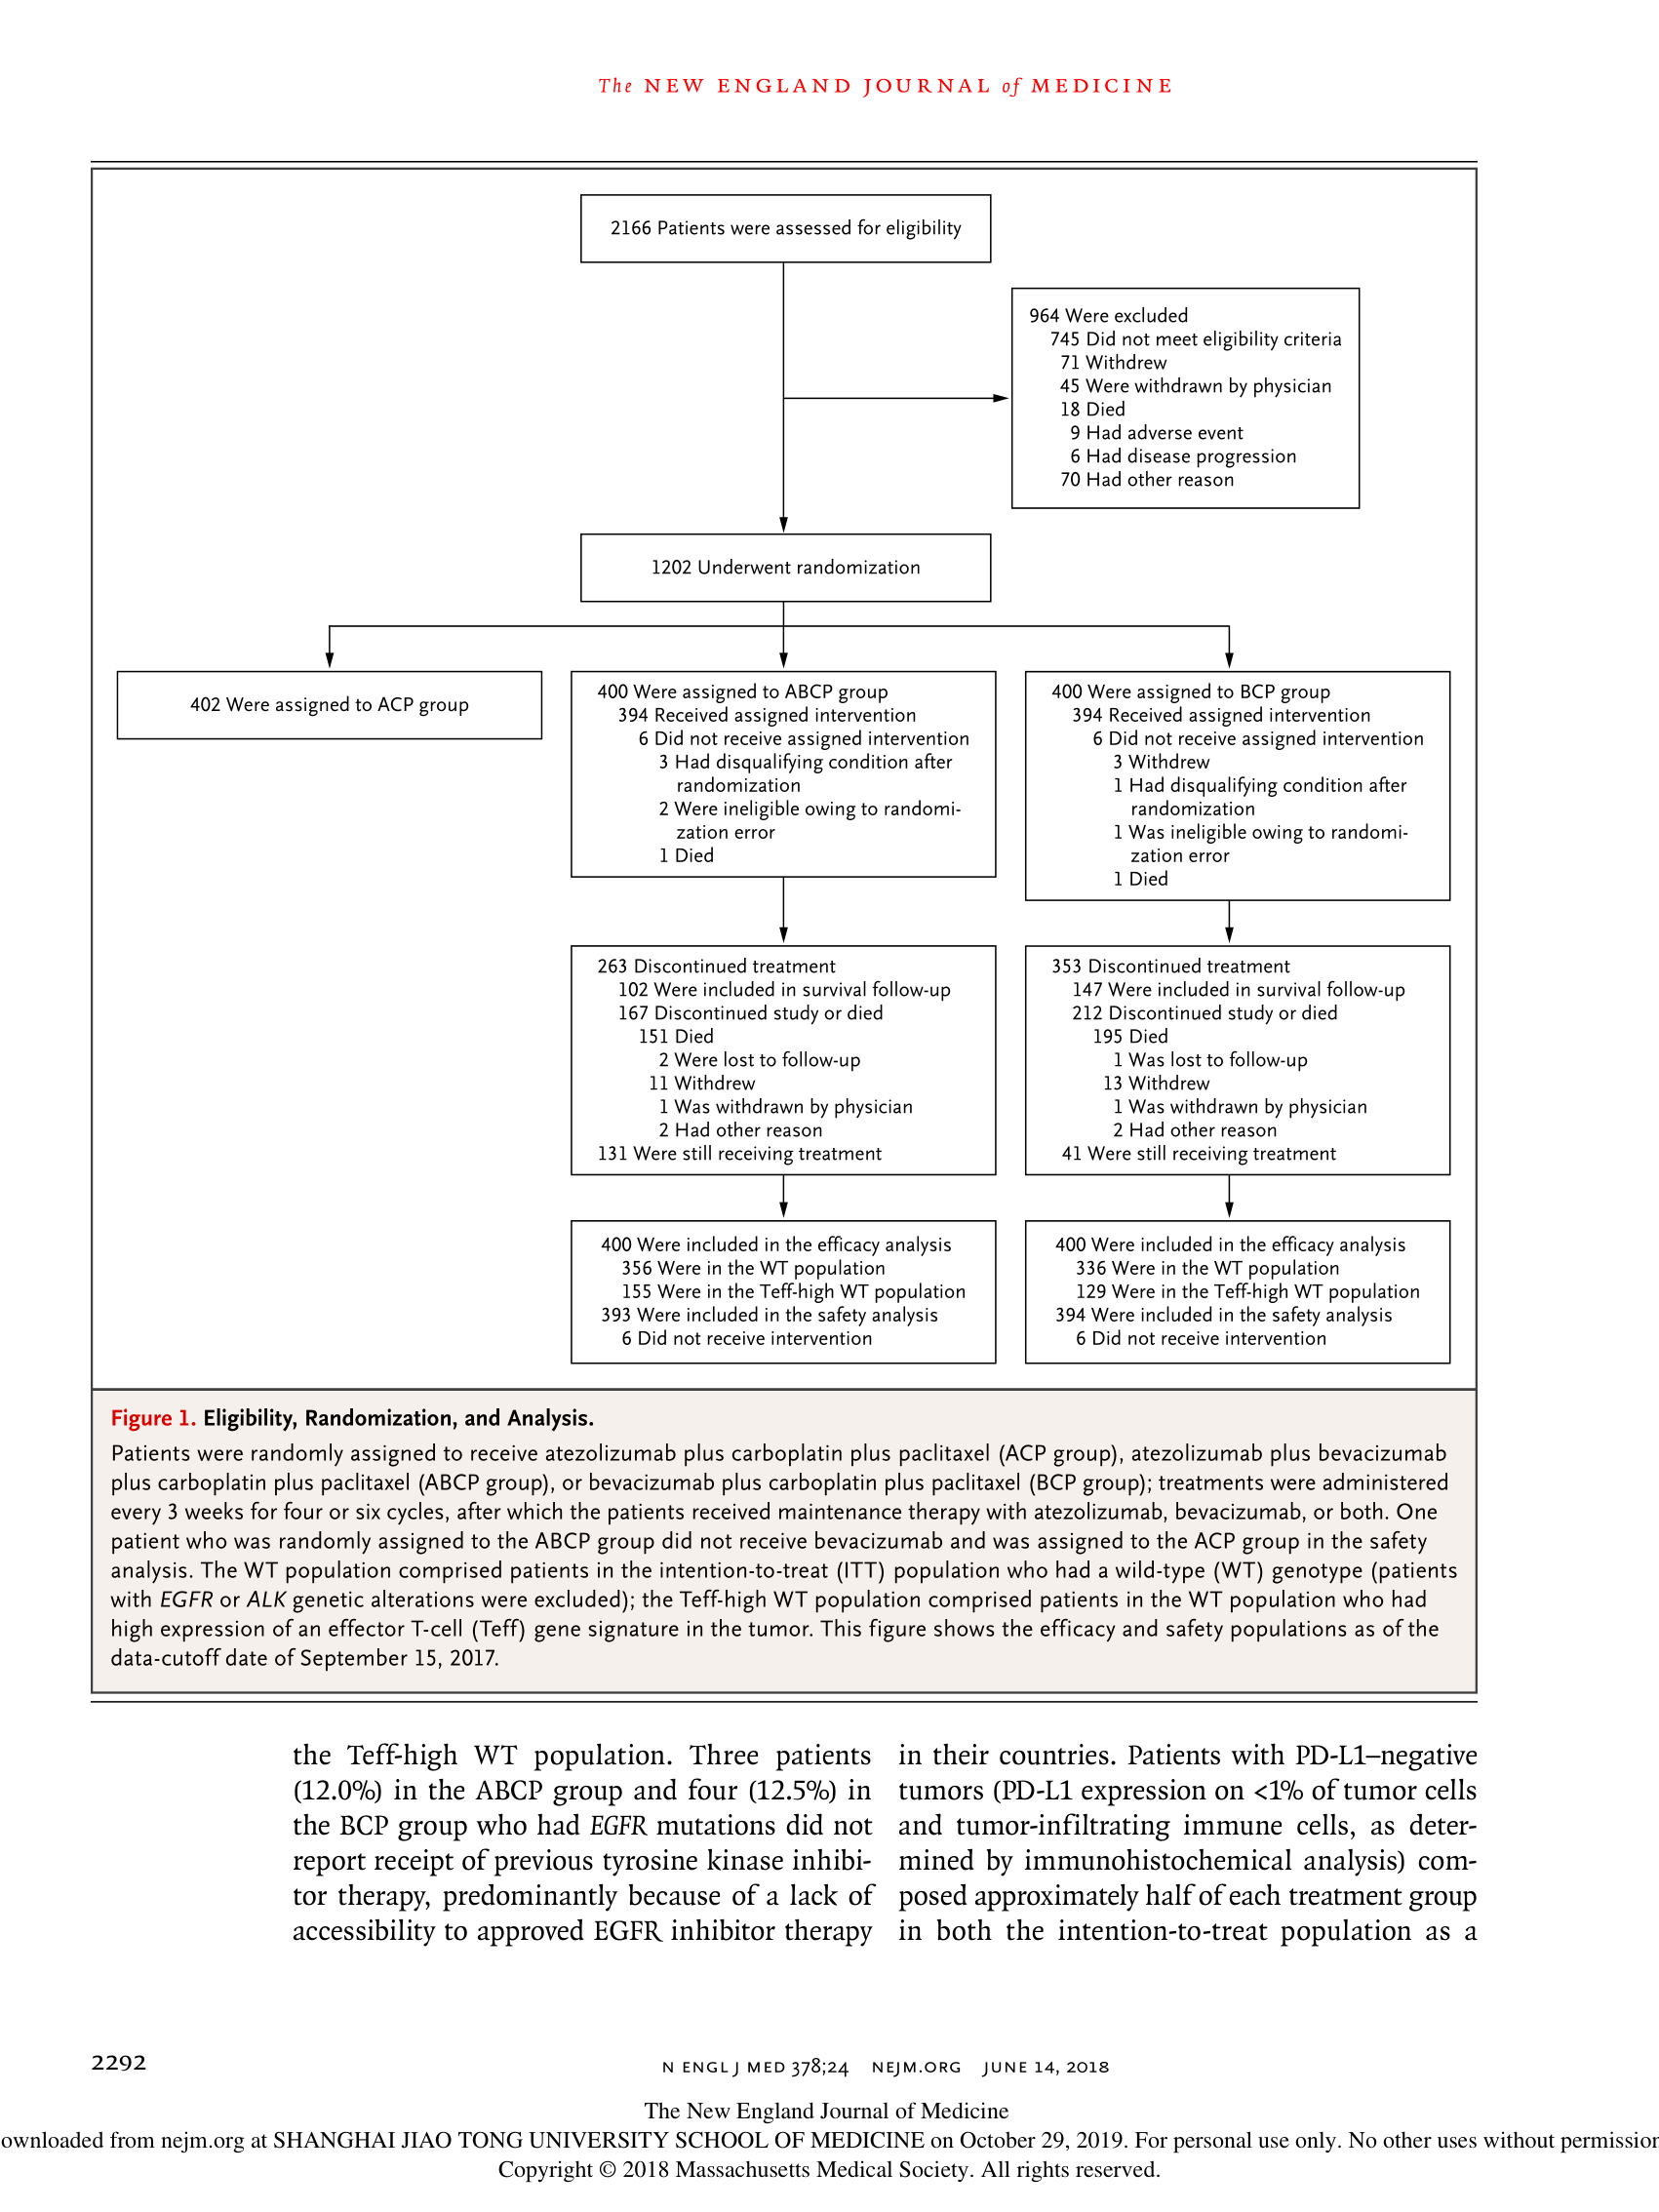 The NEW ENGLAND JOURNAL of MEDICINE
2166 Patients were assessed for eligibility
964 Were excluded
745 Did not meet eligibility criteria
71 Withdrew
45 Were withdrawn by physician
18 Died
9 Had adverse event
6 Had disease progression
70 Had other reason
1202 Underwent randomization
402 Were assigned to ACP group
400 Were assigned to ABCP group
394 Received assigned intervention
6 Did not receive assigned intervention
3 Had disqualifying condition after
randomization
2 Were ineligible owing to randomi-
zation error
1 Died
400 Were assigned to BCP group
394 Received assigned intervention
6 Did not receive assigned intervention
3 Withdrew
1 Had disqualifying condition after
randomization
1 Was ineligible owing to randomi-
zation error
1 Died
263 Discontinued treatment
102 Were included in survival follow-up
167 Discontinued study or died
151 Died
2 Were lost to follow-up
11 Withdrew
1 Was withdrawn by physician
2 Had other reason
131 Were still receiving treatment
353 Discontinued treatment
147 Were included in survival follow-up
212 Discontinued study or died
195 Died
1 Was lost to follow-up
13 Withdrew
1 Was withdrawn by physician
2 Had other reason
41 Were still receiving treatment
400 Were included in the efficacy analysis
356 Were in the WT population
155 Were in the Teff-high WT population
393 Were included in the safety analysis
6 Did not receive intervention
400 Were included in the efficacy analysis
336 Were in the WT population
129 Were in the Teff-high WT population
394 Were included in the safety analysis
6 Did not receive intervention
Figure 1. Eligibility, Randomization, and Analysis.
Patients were randomly assigned to receive atezolizumab plus carboplatin plus paclitaxel (ACP group), atezolizumab plus bevacizumab
plus carboplatin plus paclitaxel (ABCP group), or bevacizumab plus carboplatin plus paclitaxel (BCP group); treatments were administered
every 3 weeks for four or six cycles, after which the patients received maintenance therapy with atezolizumab, bevacizumab, or both. One
patient who was randomly assigned to the ABCP group did not receive bevacizumab and was assigned to the ACP group in the safety
analysis. The WT population comprised patients in the intention-to-treat (ITT) population who had a wild-type (WT) genotype (patients
with EGFR or ALK genetic alterations were excluded); the Teff-high WT population comprised patients in the WT population who had
high expression of an effector T-cell (Teff) gene signature in the tumor. This figure shows the efficacy and safety populations as of the
data-cutoff date of September 15, 2017.
the Teff-high WT population. Three patients
(12.0%) in the ABCP group and four (12.5%) in
the BCP group who had EGFR mutations did not
report receipt of previous tyrosine kinase inhibi-
tor therapy, predominantly because of a lack of
accessibility to approved EGFR inhibitor therapy
in their countries. Patients with PD-L1–negative
tumors (PD-L1 expression on <1% of tumor cells
and tumor-infiltrating immune cells, as deter-
mined by immunohistochemical analysis) com-
posed approximately half of each treatment group
in both the intention-to-treat population as a
2292
N ENGL J MED 378;24 NEJM.ORG JUNE 14, 2018
The New England Journal of Medicine
ownloaded from nejm.org at SHANGHAI JIAO TONG UNIVERSITY SCHOOL OF MEDICINE on October 29, 2019. For personal use only. No other uses without permission
Copyright © 2018 Massachusetts Medical Society. All rights reserved.